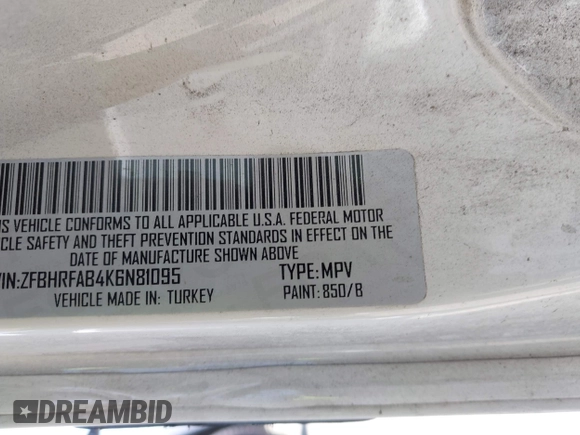 IS VEHICLE CONFORMS TO ALL APPLICABLE U.S.A. FEDERAL MOTOR
ICLE SAFETY AND THEFT PREVENTION STANDARDS IN EFFECT ON THE
DATE OF MANUFACTURE SHOWN ABOVE
VIN:ZFBHRFAB4K6N81095 TYPE:MPV
VEHICLE MADE IN: TURKEY PAINT: 850/B
DREAMBID